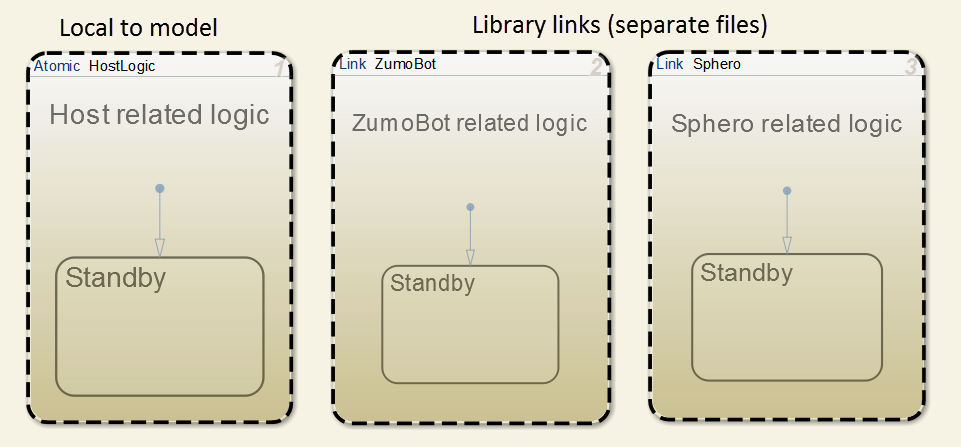 Local to model
Library links (separate files)
Atomic HostLogic 1
Link ZumoBot 2
Link Sphero 3
Host related logic
ZumoBot related logic
Sphero related logic
Standby
Standby
Standby